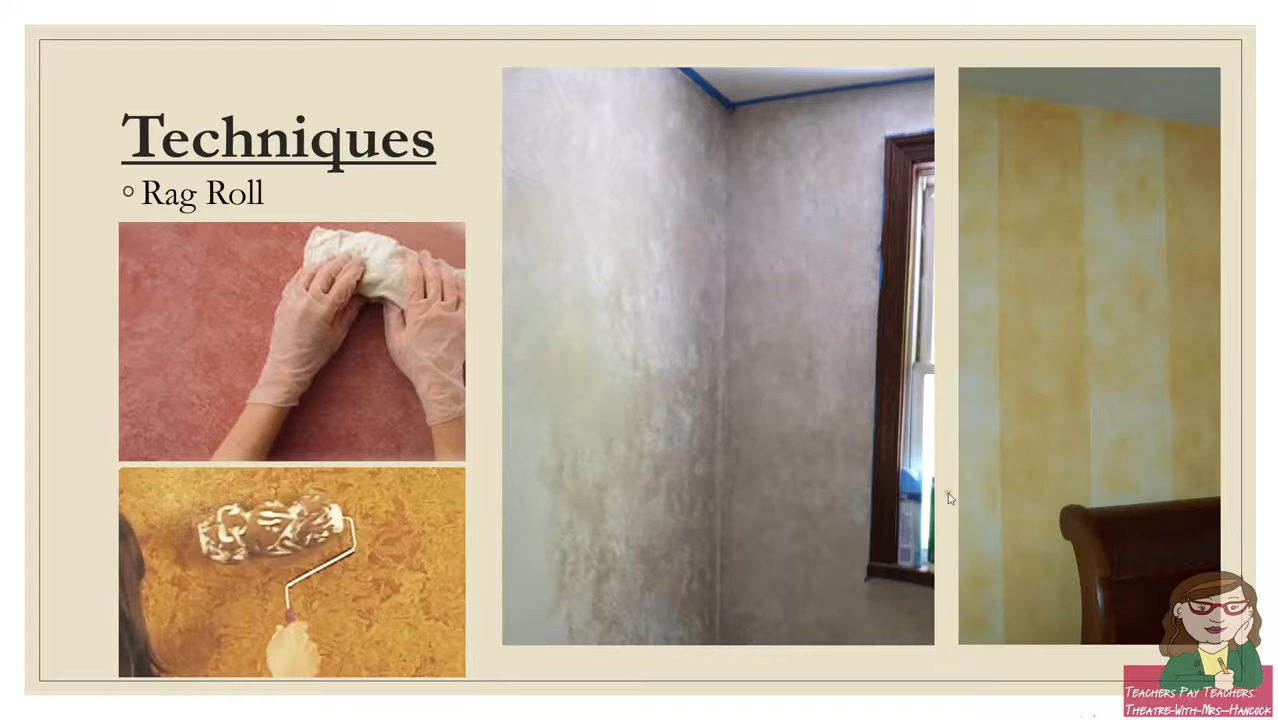 Techniques
◦ Rag Roll
Teachers Pay Teachers:
Theatre-With-Mrs-Hancock